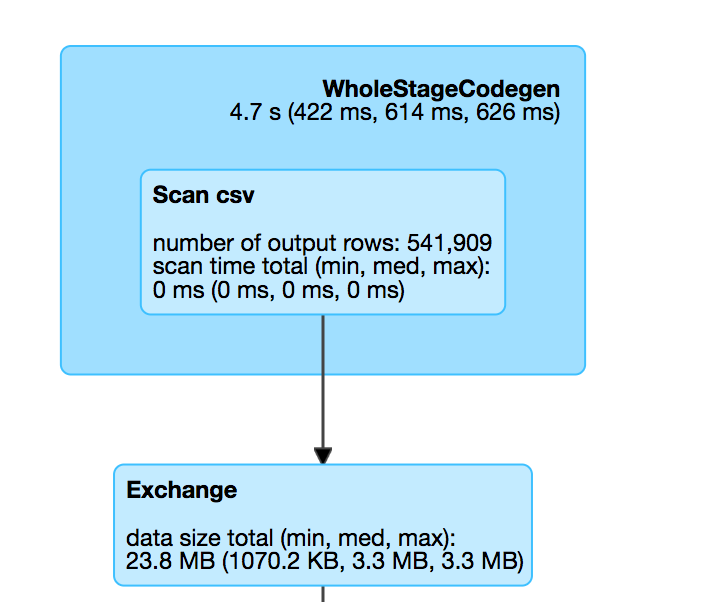 WholeStageCodegen
4.7 s (422 ms, 614 ms, 626 ms)
Scan csv
number of output rows: 541,909
scan time total (min, med, max):
0 ms (0 ms, 0 ms, 0 ms)
Exchange
data size total (min, med, max):
23.8 MB (1070.2 KB, 3.3 MB, 3.3 MB)